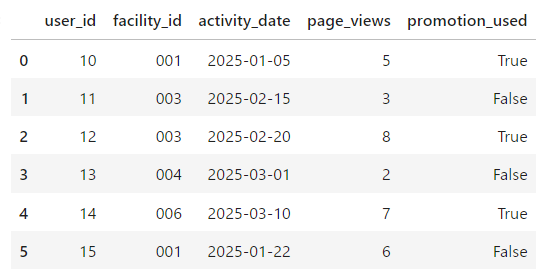 user_id facility_id activity_date page_views promotion_used
0 10 001 2025-01-05 5 True
1 11 003 2025-02-15 3 False
2 12 003 2025-02-20 8 True
3 13 004 2025-03-01 2 False
4 14 006 2025-03-10 7 True
5 15 001 2025-01-22 6 False